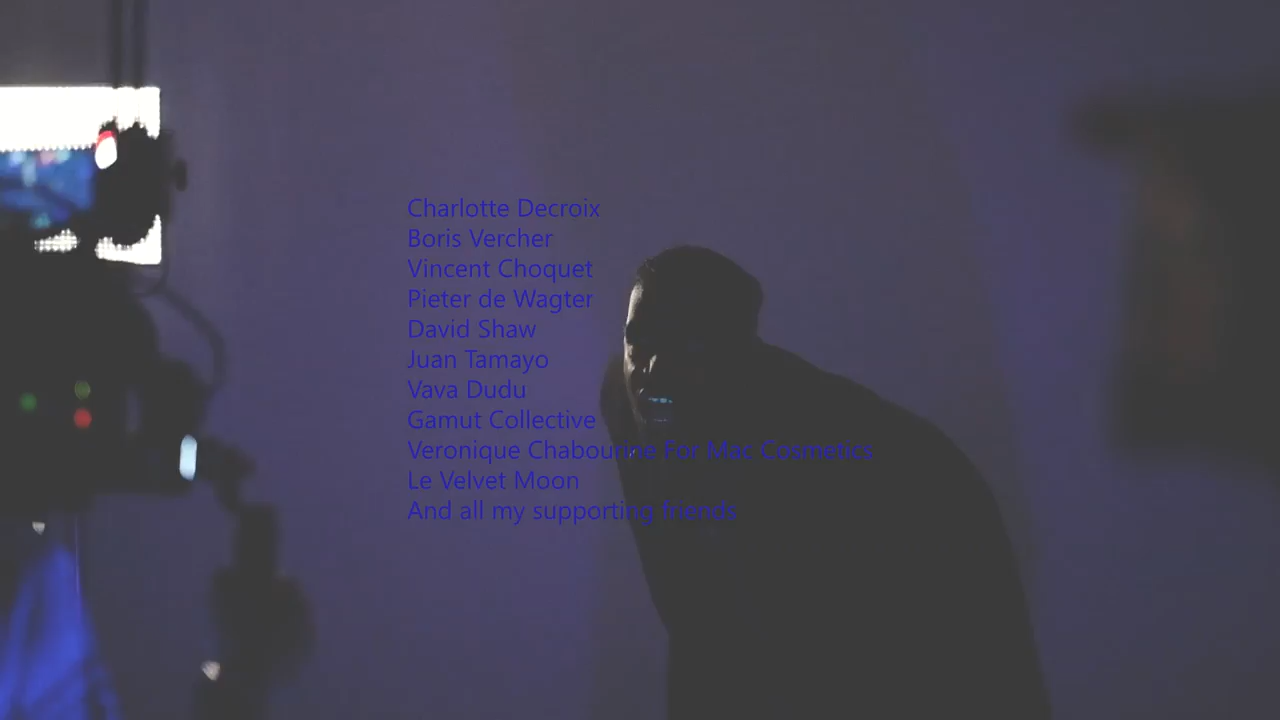 Charlotte Decroix
Boris Vercher
Vincent Choquet
Pieter de Wagter
David Shaw
Juan Tamayo
Vava Dudu
Gamut Collective
Veronique Chabourine For Mac Cosmetics
Le Velvet Moon
And all my supporting friends